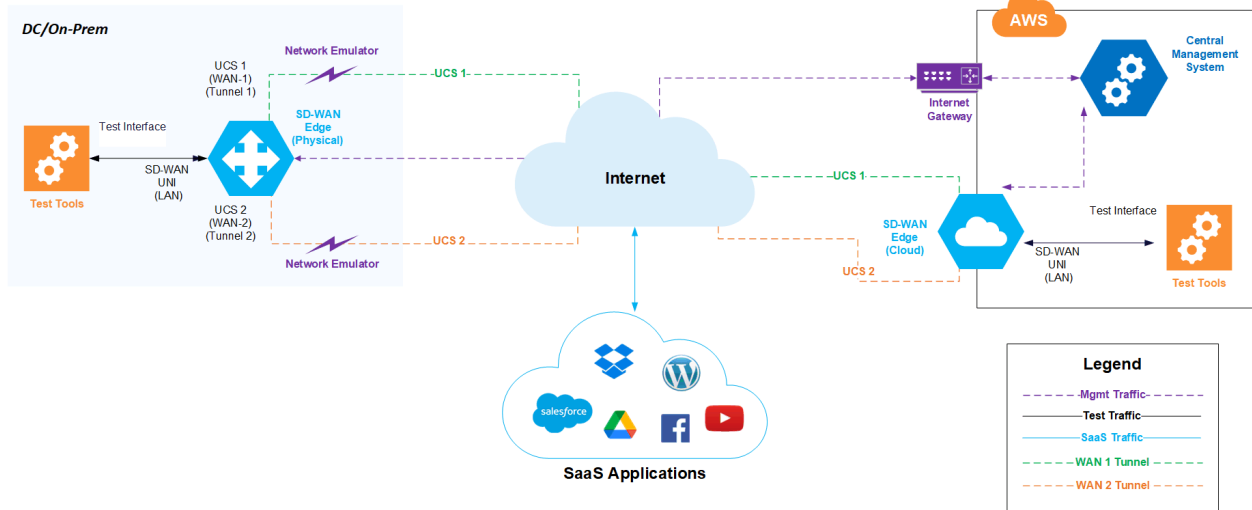 DC/On-Prem
UCS 1
(WAN-1)
(Tunnel 1)
Network Emulator
UCS 1
Test Interface
SD-WAN
Edge
(Physical)
SD-WAN
UNI
(LAN)
Test Tools
UCS 2
(WAN-2)
(Tunnel 2)
Network Emulator
UCS 2
Internet
AWS
Central
Management
System
Internet
Gateway
UCS 1
SD-WAN
Edge
(Cloud)
UCS 2
Test Interface
SD-WAN
UNI
(LAN)
Test Tools
salesforce
SaaS Applications
Legend
Mgmt Traffic
Test Traffic
SaaS Traffic
WAN 1 Tunnel
WAN 2 Tunnel